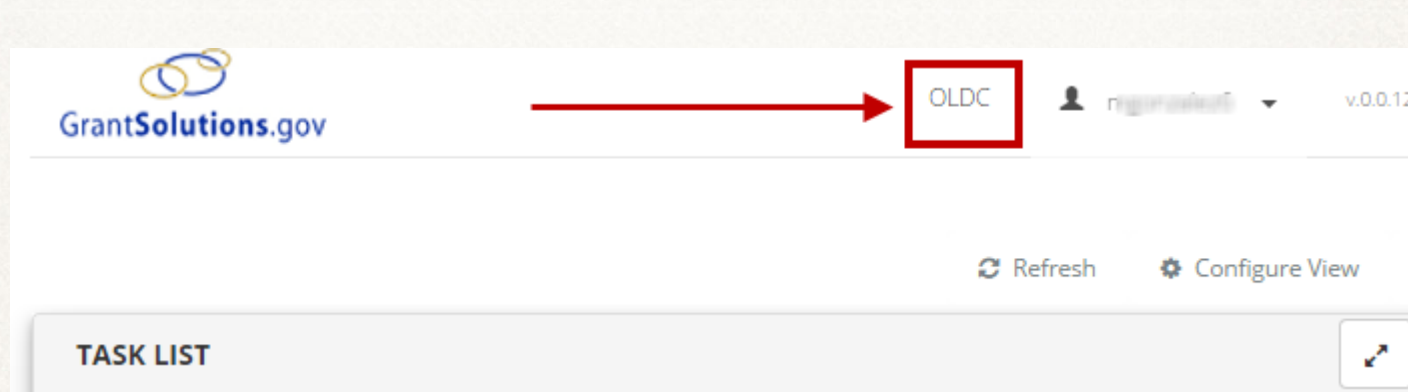 GrantSolutions.gov
OLDC
v.0.0.12
Refresh
Configure View
TASK LIST